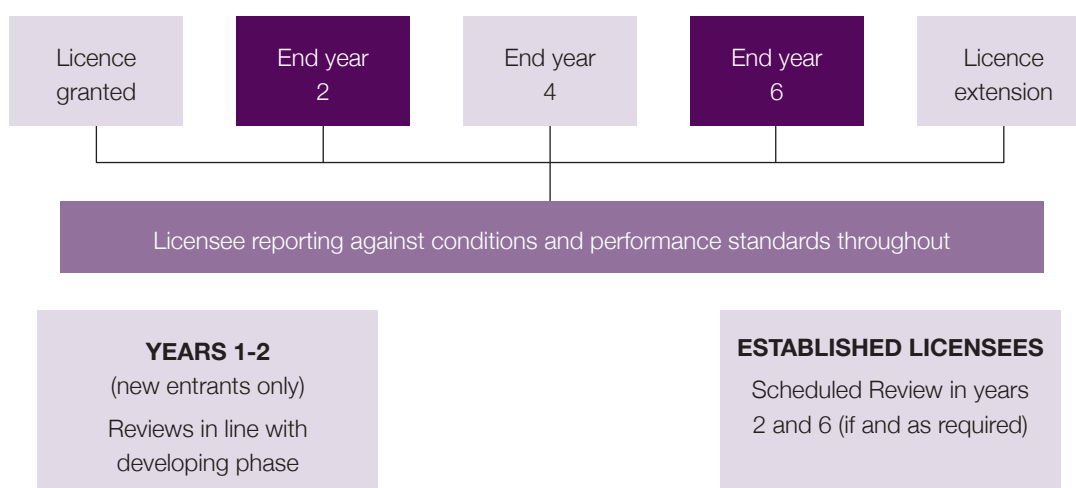 Licence
granted
End year
2
End year
4
End year
6
Licence
extension
Licensee reporting against conditions and performance standards throughout
YEARS 1-2
(new entrants only)
Reviews in line with
developing phase
ESTABLISHED LICENSEES
Scheduled Review in years
2 and 6 (if and as required)